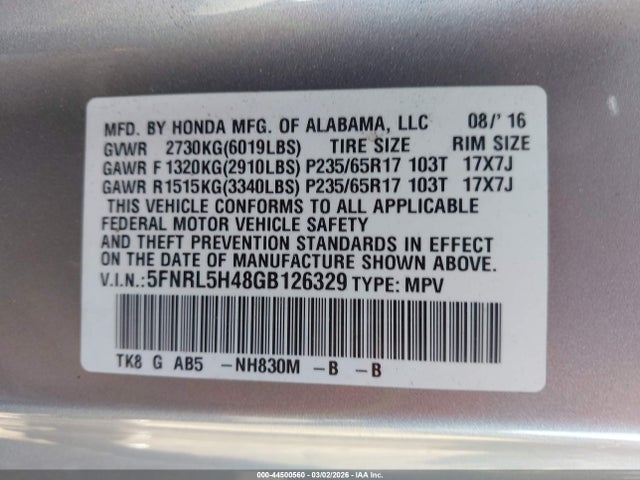 MFD. BY HONDA MFG. OF ALABAMA, LLC 08/' 16
GVWR 2730KG(6019LBS) TIRE SIZE RIM SIZE
GAWR F 1320KG(2910LBS) P235/65R17 103T 17X7J
GAWR R1515KG(3340LBS) P235/65R17 103T 17X7J
THIS VEHICLE CONFORMS TO ALL APPLICABLE
FEDERAL MOTOR VEHICLE SAFETY
AND THEFT PREVENTION STANDARDS IN EFFECT
ON THE DATE OF MANUFACTURE SHOWN ABOVE.
V.I.N.:5FNRL5H48GB126329 TYPE: MPV
TK8 G AB5 -NH830M -B -B
000-44500560 - 03/02/2026 - IAA Inc.